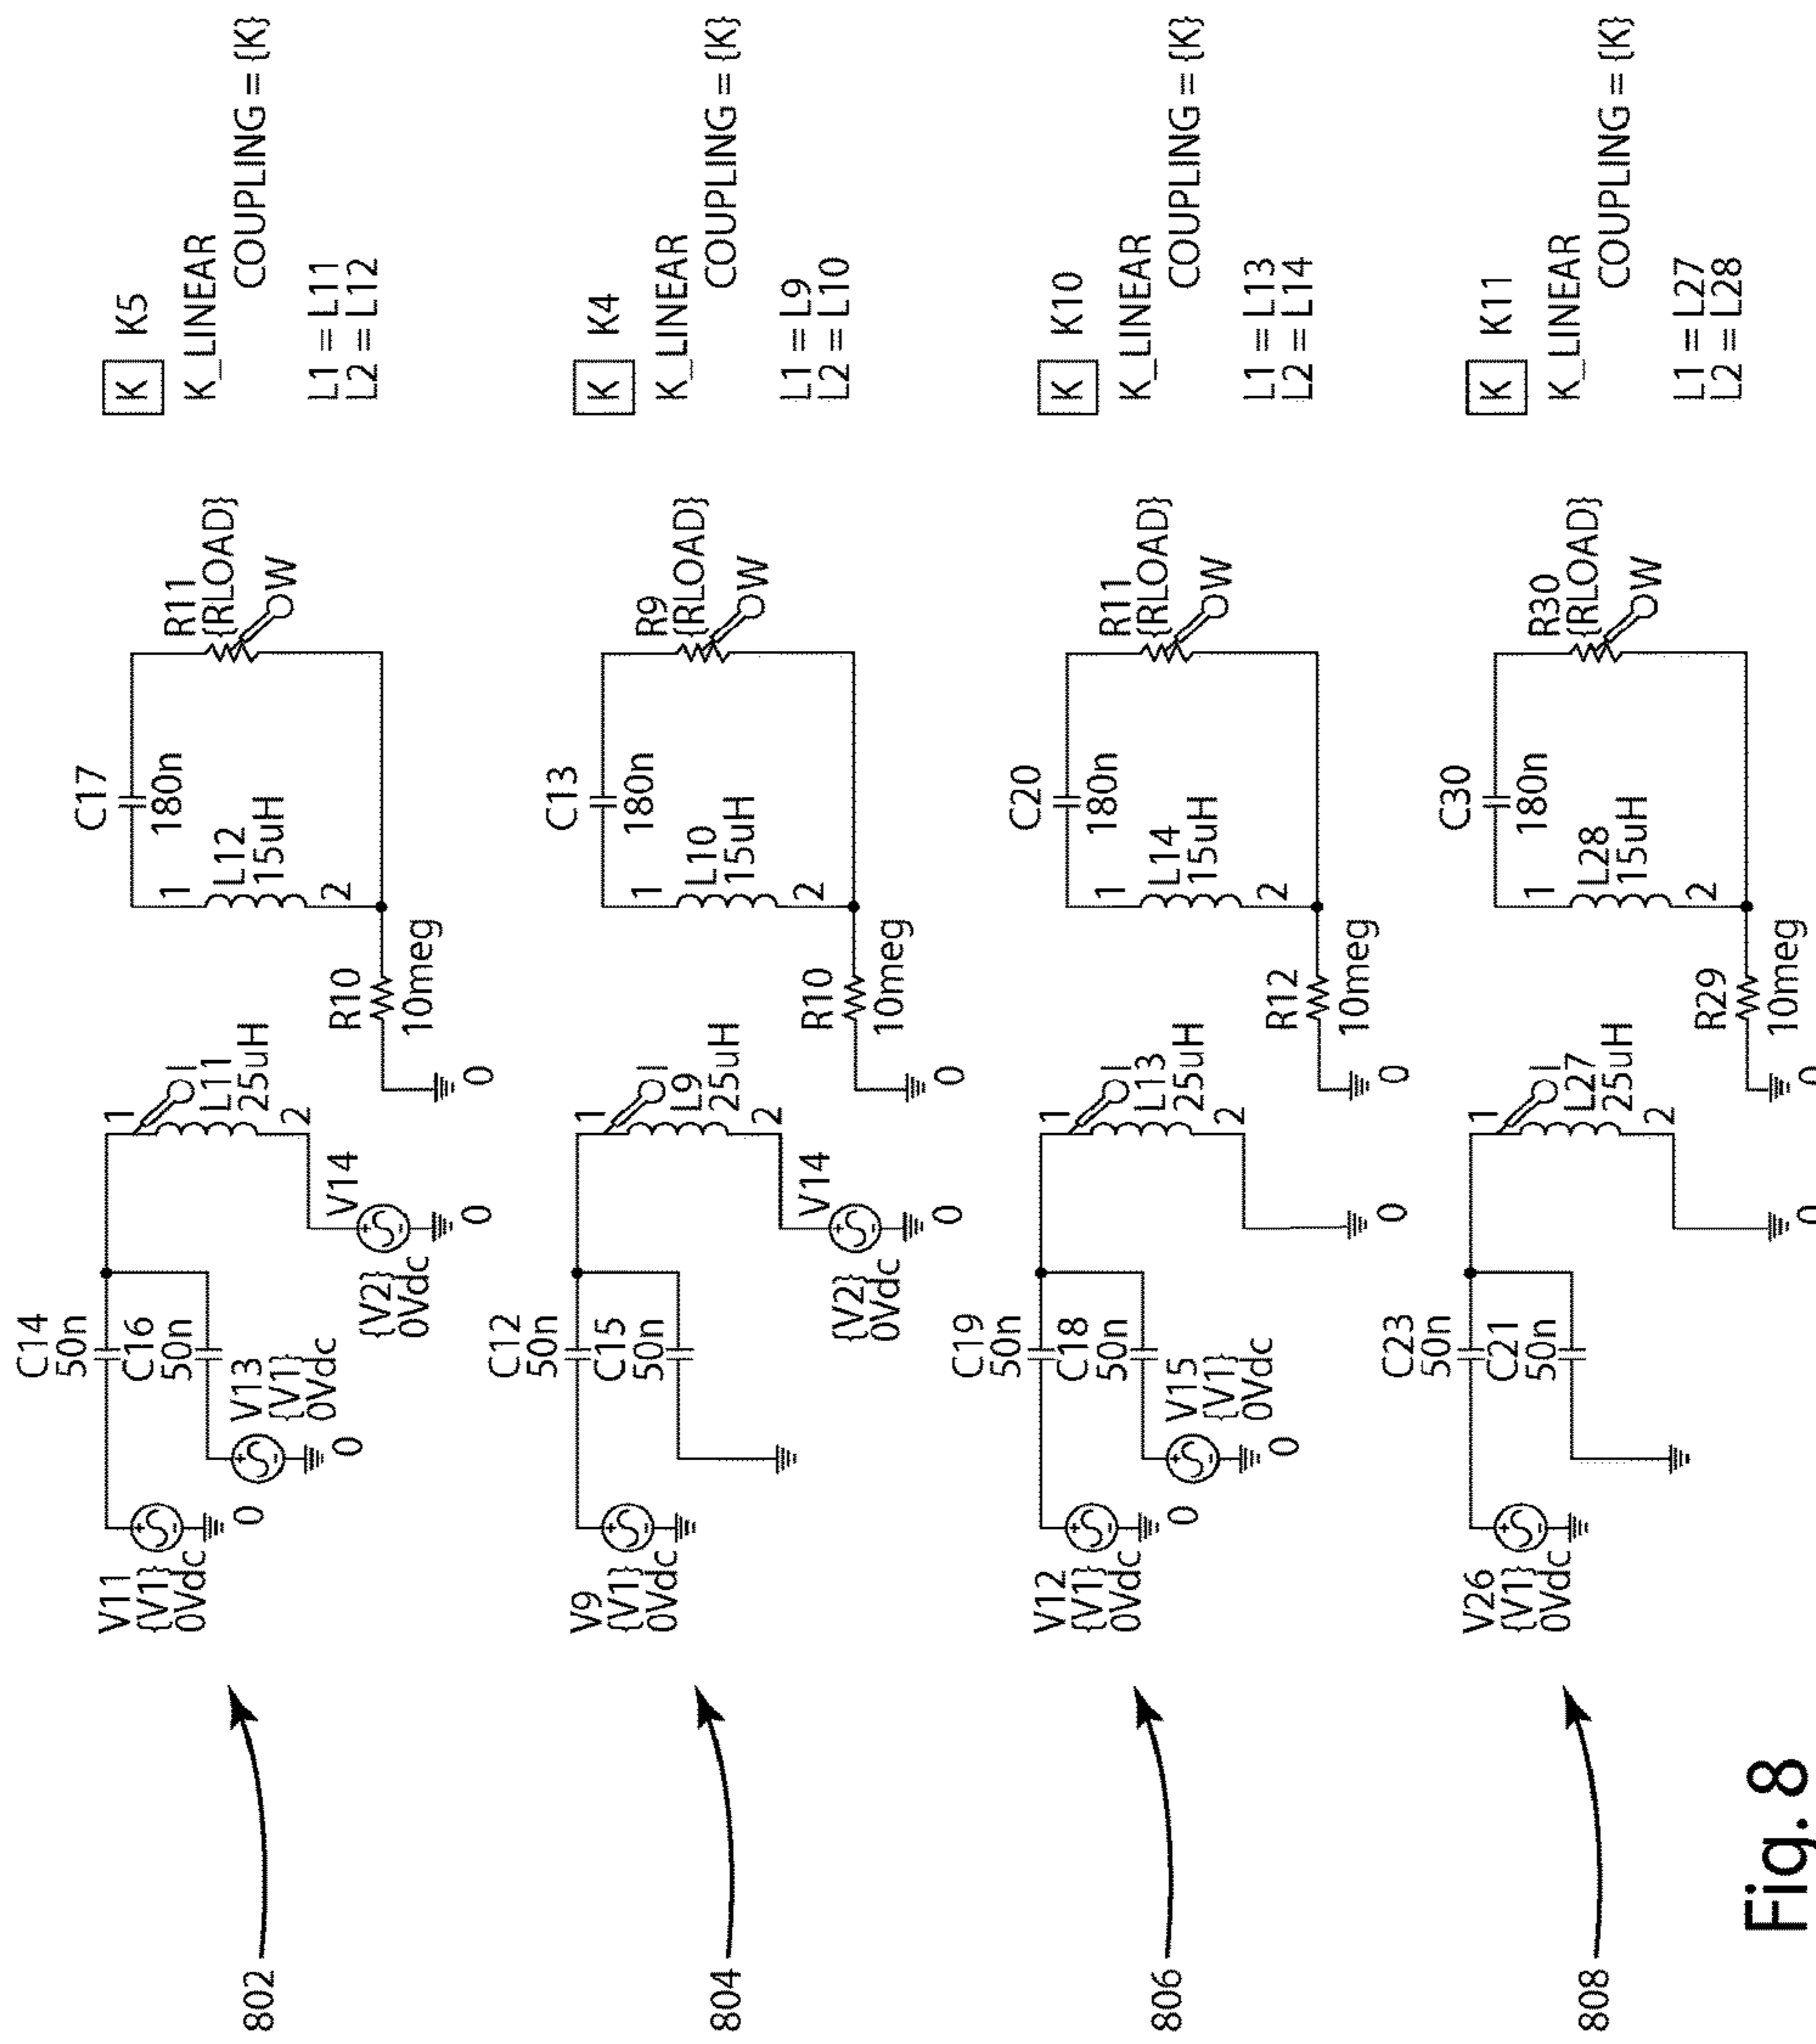 802
V11
{V1}
0Vdc
0
C14
50n
C16
50n
V13
{V1}
0Vdc
0
{V2}
0Vdc
V14
0
1
I
L11
25uH
2
R10
10meg
0
C17
180n
1
L12
15uH
2
R11
{RLOAD}
W
K K5
K_LINEAR
COUPLING = {K}
L1 = L11
L2 = L12
804
V9
{V1}
0Vdc
C12
50n
C15
50n
{V2}
0Vdc
V14
0
1
I
L9
25uH
2
R10
10meg
0
C13
180n
1
L10
15uH
2
R9
{RLOAD}
W
K K4
K_LINEAR
COUPLING = {K}
L1 = L9
L2 = L10
806
V12
{V1}
0Vdc
0
C19
50n
C18
50n
V15
{V1}
0Vdc
0
0
1
I
L13
25uH
2
R12
10meg
0
C20
180n
1
L14
15uH
2
R11
{RLOAD}
W
K K10
K_LINEAR
COUPLING = {K}
L1 = L13
L2 = L14
808
V26
{V1}
0Vdc
C23
50n
C21
50n
0
1
I
L27
25uH
2
R29
10meg
0
C30
180n
1
L28
15uH
2
R30
{RLOAD}
W
K K11
K_LINEAR
COUPLING = {K}
L1 = L27
L2 = L28
Fig. 8